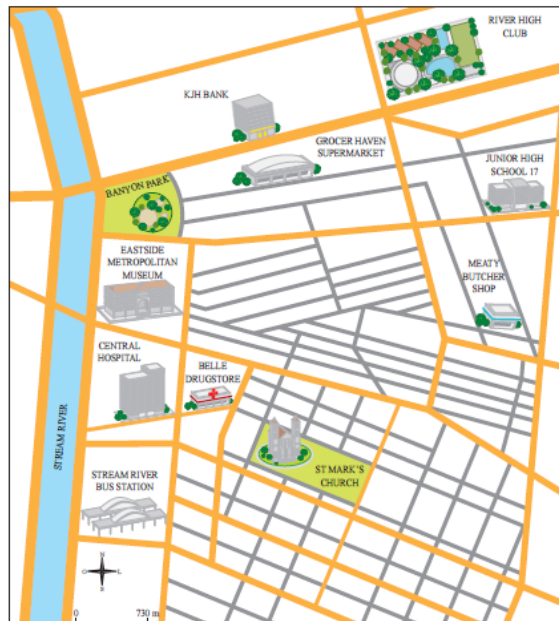 RIVER HIGH
CLUB
KJH BANK
GROCER HAVEN
SUPERMARKET
JUNIOR HIGH
SCHOOL 17
BANYON PARK
EASTSIDE
METROPOLITAN
MUSEUM
MEATY
BUTCHER
SHOP
CENTRAL
HOSPITAL
BELLE
DRUGSTORE
STREAM RIVER
ST MARK'S
CHURCH
STREAM RIVER
BUS STATION
N
O
L
S
0
730 m